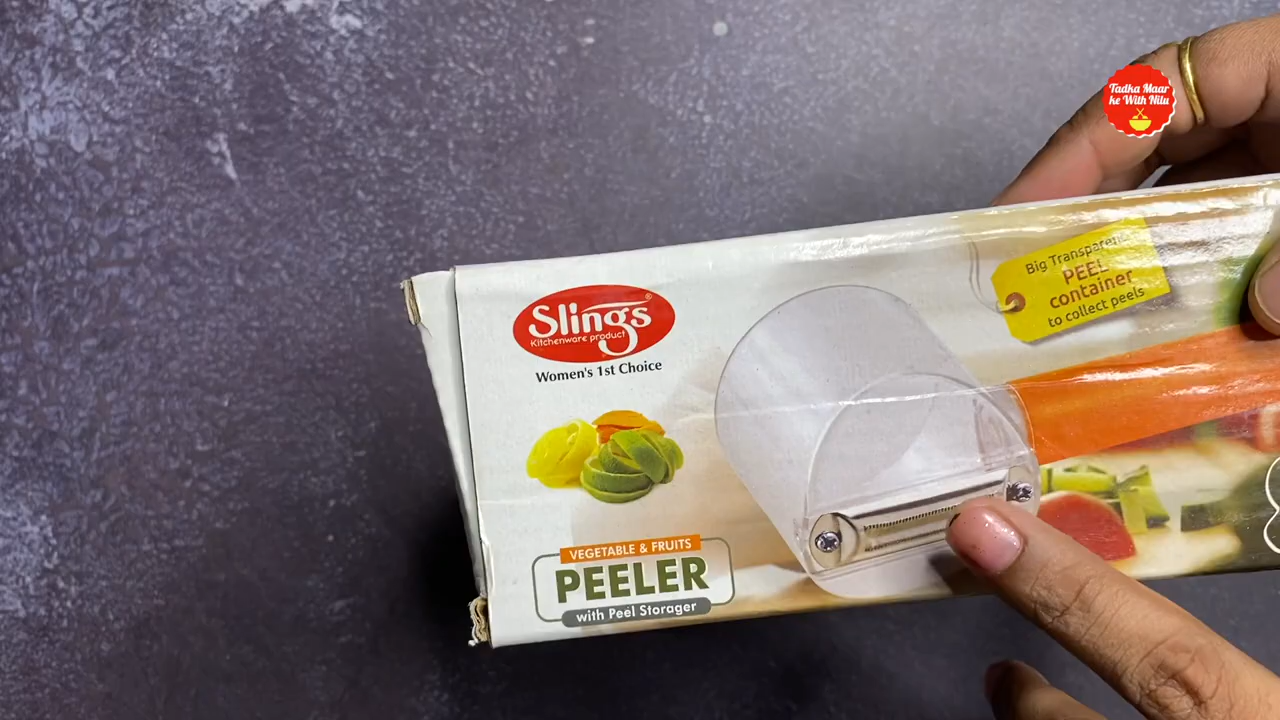 Tadka Maar
ke With Nilu
Slings®
Kitchenware product
Women's 1st Choice
Big Transparent
PEEL
container
to collect peels
VEGETABLE & FRUITS
PEELER
with Peel Storager